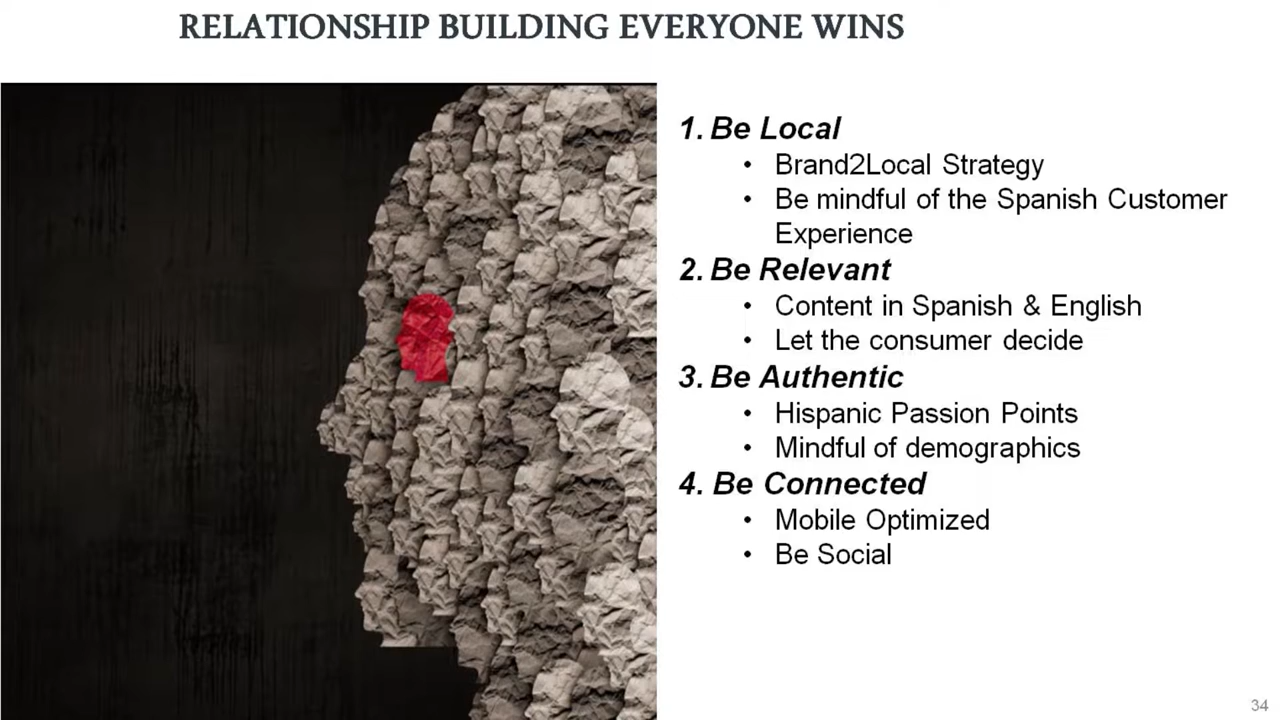 RELATIONSHIP BUILDING EVERYONE WINS
1. Be Local
• Brand2Local Strategy
• Be mindful of the Spanish Customer
Experience
2. Be Relevant
• Content in Spanish & English
• Let the consumer decide
3. Be Authentic
• Hispanic Passion Points
• Mindful of demographics
4. Be Connected
• Mobile Optimized
• Be Social
34